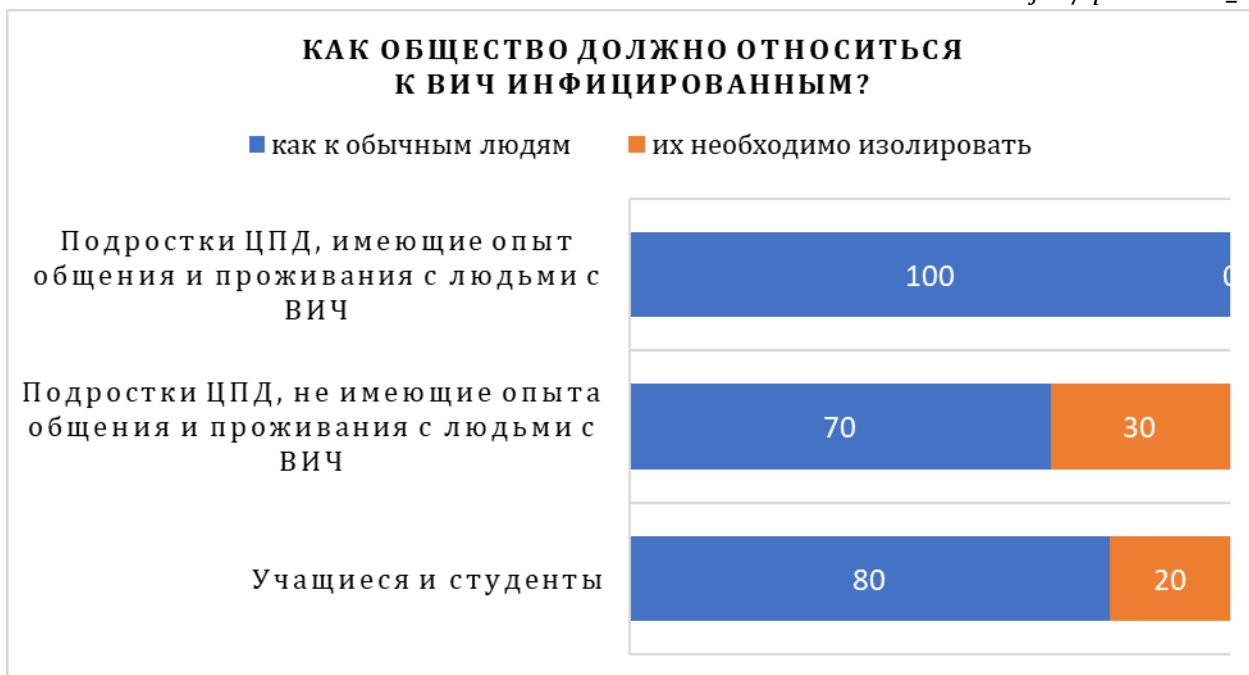 КАК ОБЩЕСТВО ДОЛЖНО ОТНОСИТЬСЯ
К ВИЧ ИНФИЦИРОВАННЫМ?
как к обычным людям их необходимо изолировать
Подростки ЦПД, имеющие опыт
общения и проживания с людьми с
ВИЧ
100 0
Подростки ЦПД, не имеющие опыта
общения и проживания с людьми с
ВИЧ
70 30
Учащиеся и студенты
80 20